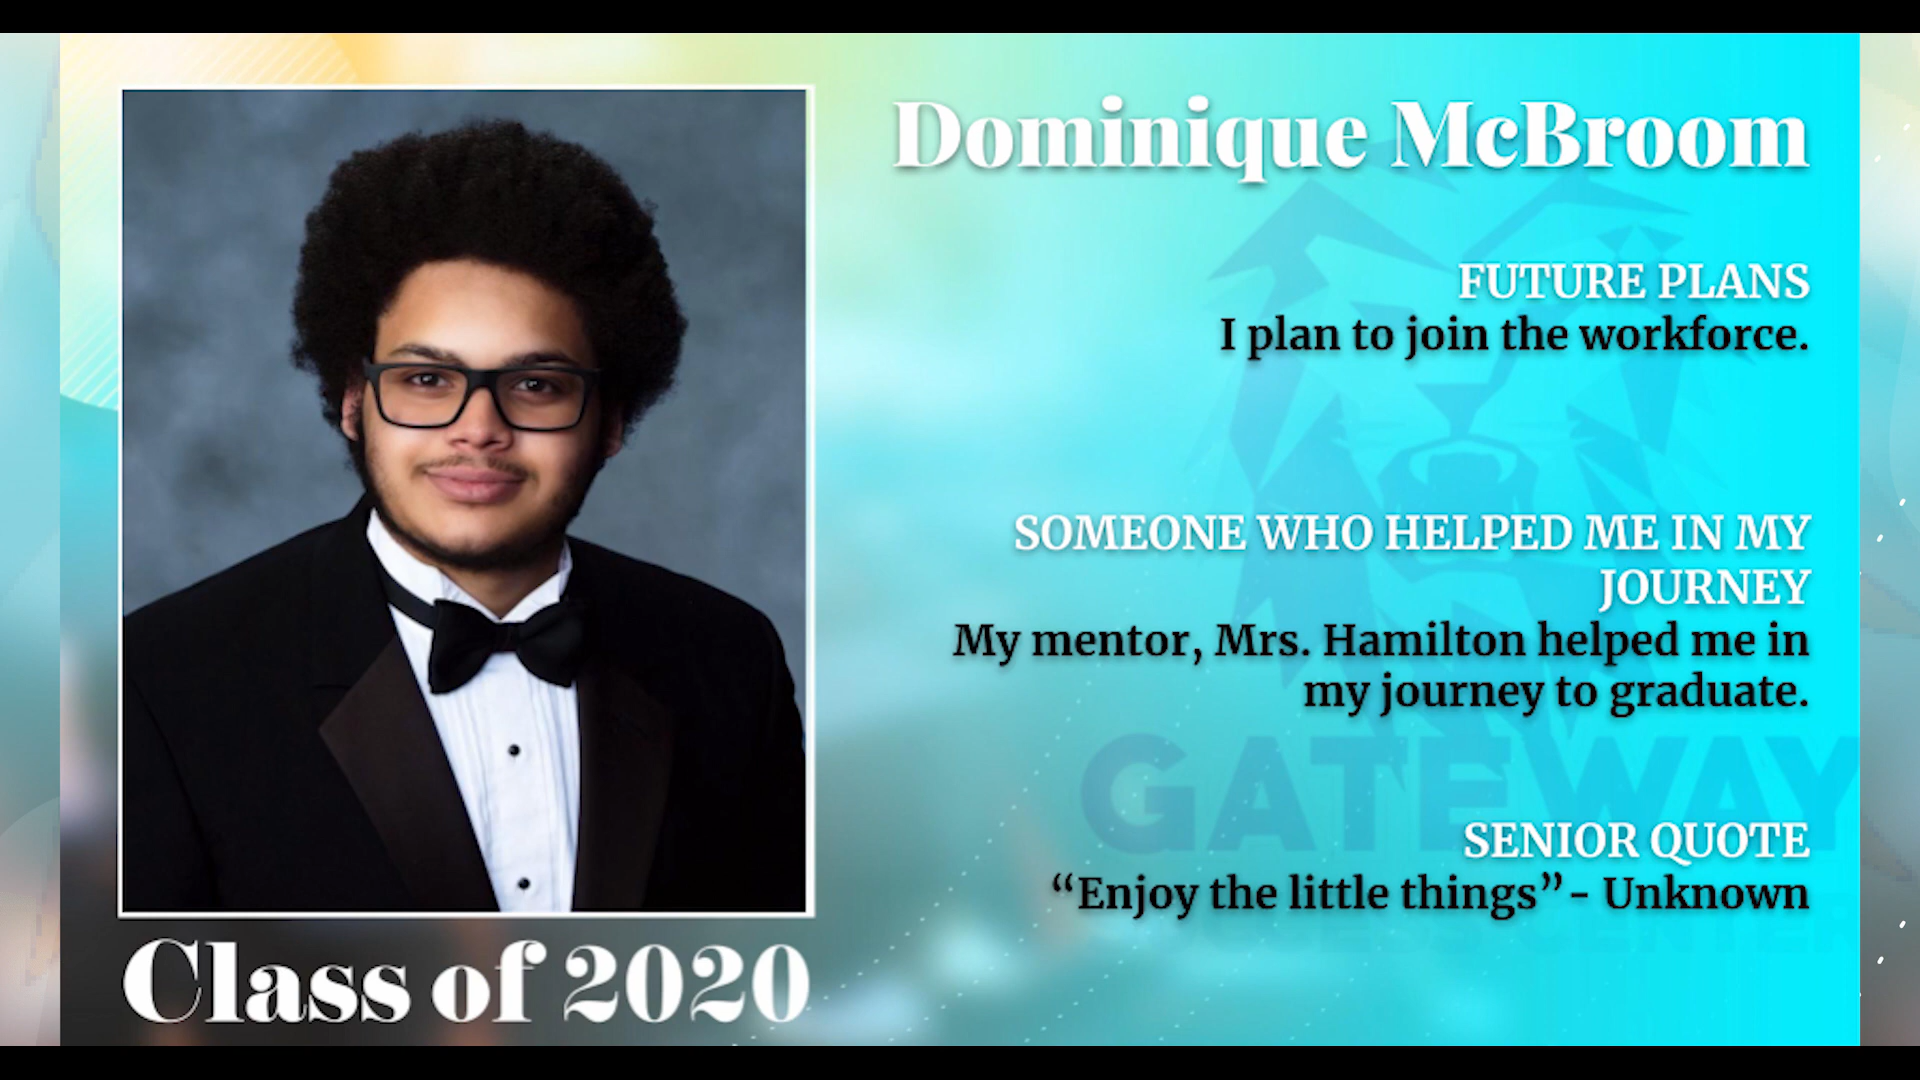 Dominique McBroom
FUTURE PLANS
I plan to join the workforce.
SOMEONE WHO HELPED ME IN MY
JOURNEY
My mentor, Mrs. Hamilton helped me in
my journey to graduate.
GATEWAY
SENIOR QUOTE
“Enjoy the little things”- Unknown
Class of 2020